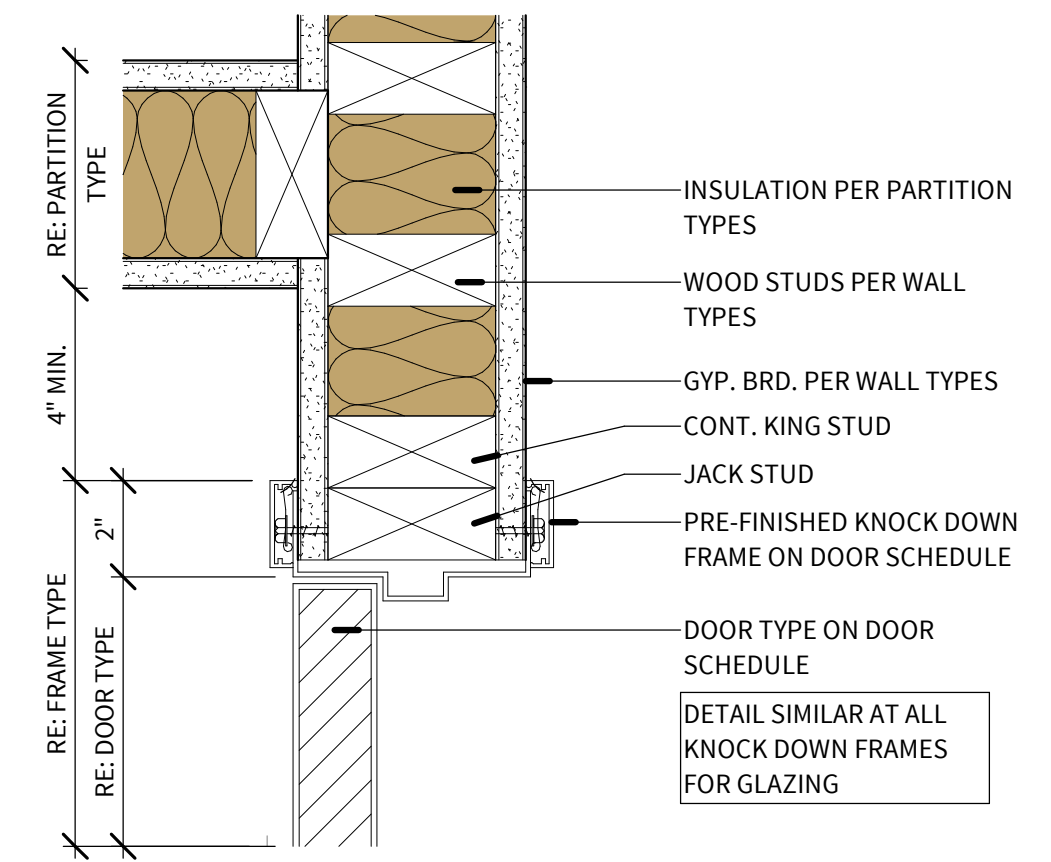 RE: PARTITION
TYPE
4" MIN.
2"
RE: FRAME TYPE
RE: DOOR TYPE
INSULATION PER PARTITION
TYPES
WOOD STUDS PER WALL
TYPES
GYP. BRD. PER WALL TYPES
CONT. KING STUD
JACK STUD
PRE-FINISHED KNOCK DOWN
FRAME ON DOOR SCHEDULE
DOOR TYPE ON DOOR
SCHEDULE
DETAIL SIMILAR AT ALL
KNOCK DOWN FRAMES
FOR GLAZING